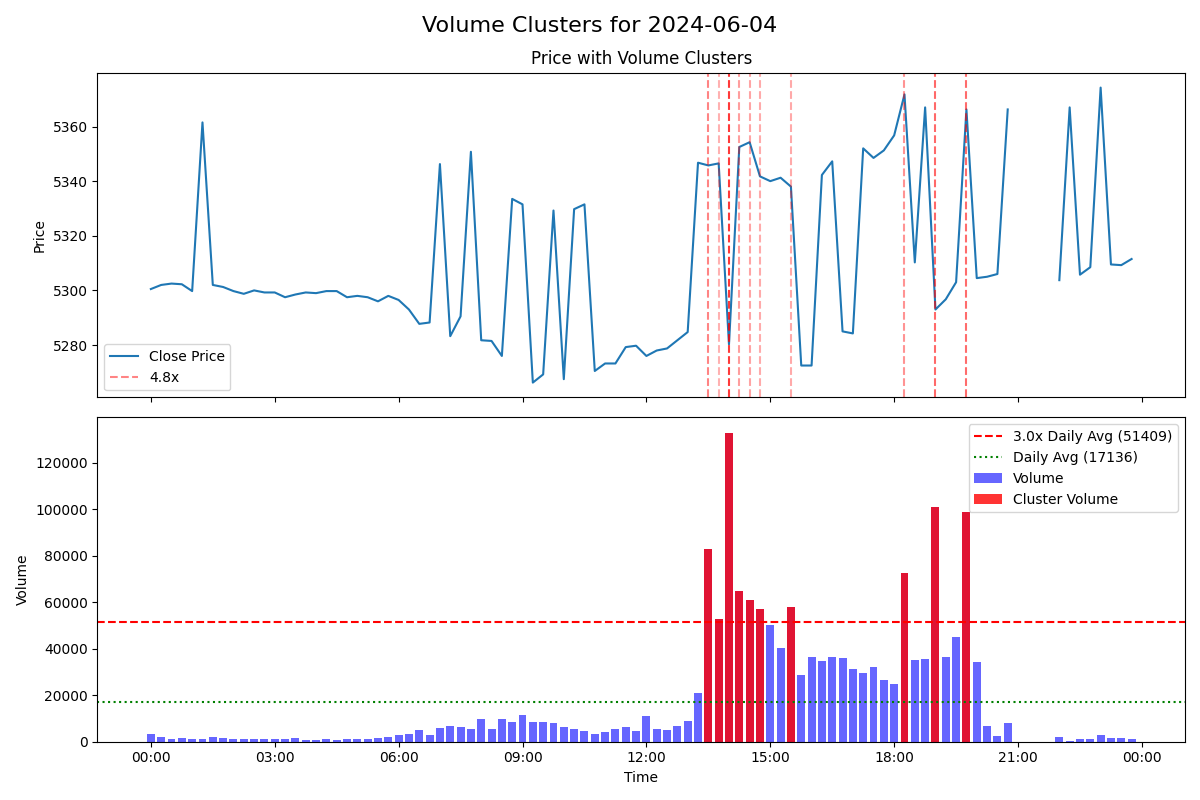 Volume Clusters for 2024-06-04
Price with Volume Clusters
5360
5340
5320
5300
5280
Price
Close Price
4.8x
120000
100000
80000
60000
40000
20000
0
Volume
3.0x Daily Avg (51409)
Daily Avg (17136)
Volume
Cluster Volume
00:00 03:00 06:00 09:00 12:00 15:00 18:00 21:00 00:00
Time